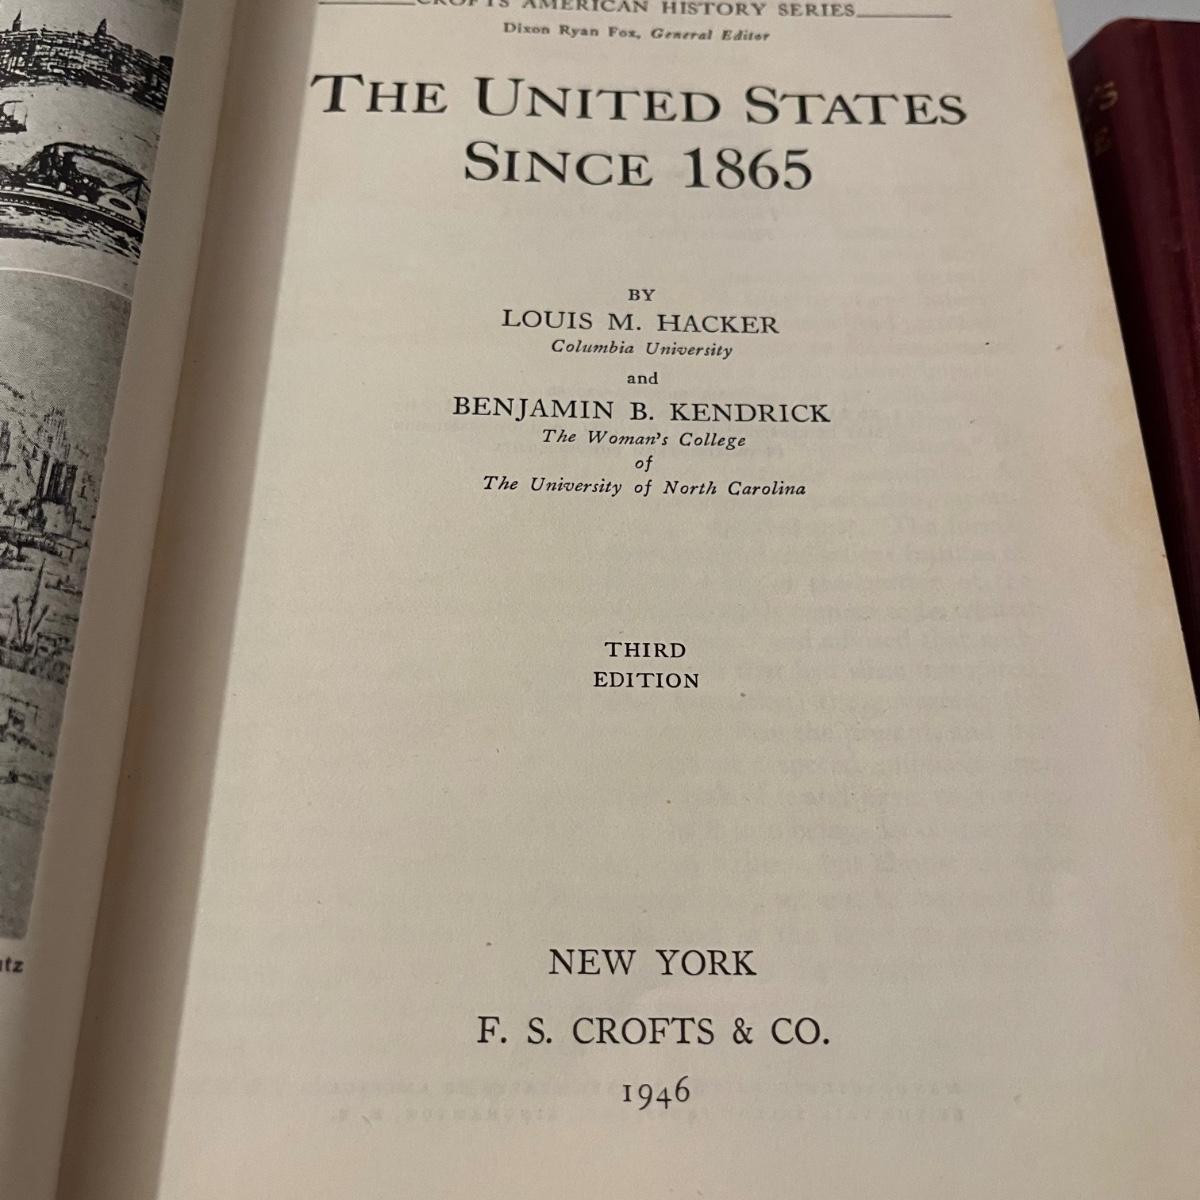 CROFTS AMERICAN HISTORY SERIES
Dixon Ryan Fox, General Editor
THE UNITED STATES
SINCE 1865
BY
LOUIS M. HACKER
Columbia University
and
BENJAMIN B. KENDRICK
The Woman's College
of
The University of North Carolina
THIRD
EDITION
NEW YORK
F. S. CROFTS & CO.
1946